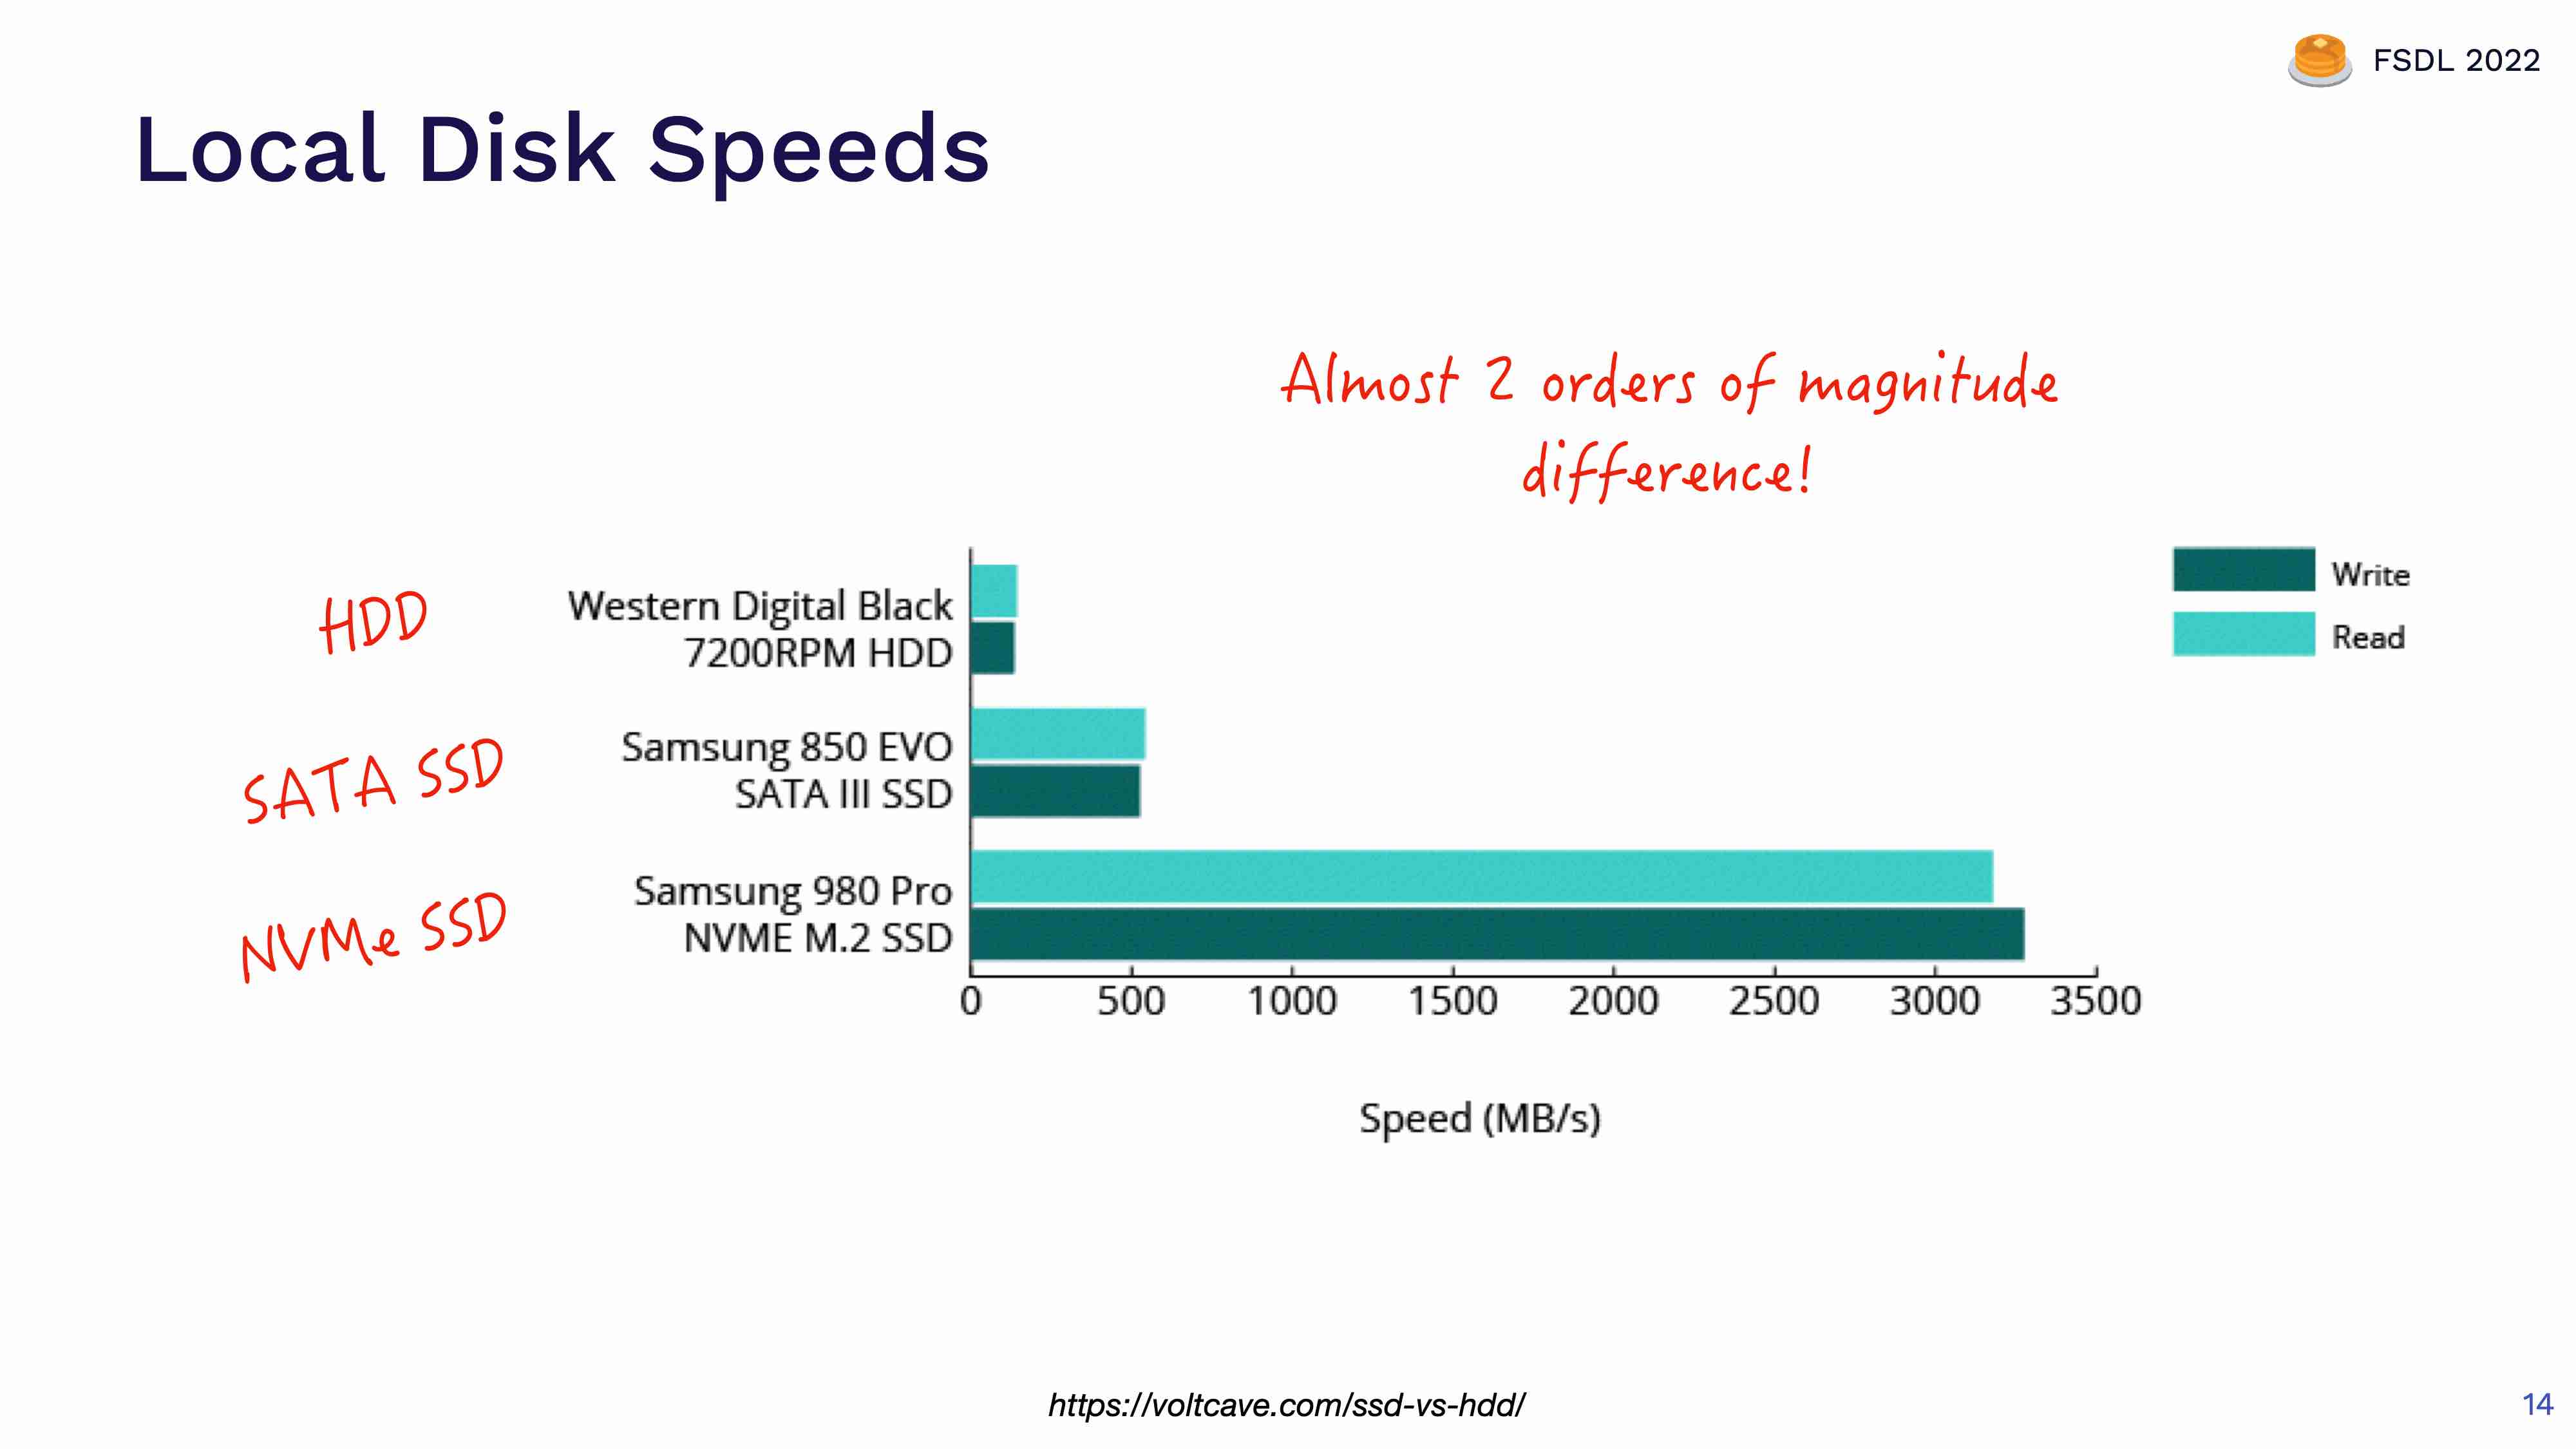 FSDL 2022
Local Disk Speeds
Almost 2 orders of magnitude
difference!
HDD
Western Digital Black
7200RPM HDD
SATA SSD
Samsung 850 EVO
SATA III SSD
NVMe SSD
Samsung 980 Pro
NVME M.2 SSD
Write
Read
0 500 1000 1500 2000 2500 3000 3500
Speed (MB/s)
https://voltcave.com/ssd-vs-hdd/
14